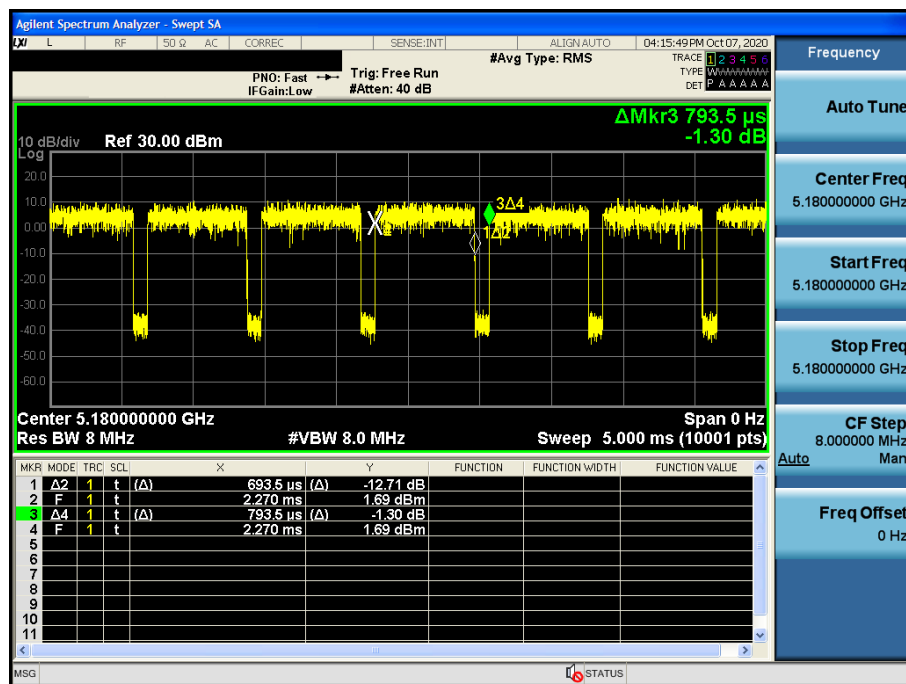 Agilent Spectrum Analyzer - Swept SA
LXI L RF 50 Ω AC CORREC SENSE:INT ALIGN AUTO 04:15:49 PM Oct 07, 2020
#Avg Type: RMS
TRACE 1 2 3 4 5 6
TYPE WWWWWW
DET P A A A A A
PNO: Fast
IFGain:Low
Trig: Free Run
#Atten: 40 dB
Frequency
Auto Tune
Center Freq
5.180000000 GHz
Start Freq
5.180000000 GHz
Stop Freq
5.180000000 GHz
CF Step
8.000000 MHz
Auto Man
Freq Offset
0 Hz
ΔMkr3 793.5 µs
-1.30 dB
10 dB/div Ref 30.00 dBm
Log
20.0
10.0
0.00
-10.0
-20.0
-30.0
-40.0
-50.0
-60.0
3Δ4
1Δ2
Center 5.180000000 GHz Span 0 Hz
Res BW 8 MHz #VBW 8.0 MHz Sweep 5.000 ms (10001 pts)
MKR MODE TRC SCL X Y FUNCTION FUNCTION WIDTH FUNCTION VALUE
1 Δ2 1 t (Δ) 693.5 µs (Δ) -12.71 dB
2 F 1 t 2.270 ms 1.69 dBm
3 Δ4 1 t (Δ) 793.5 µs (Δ) -1.30 dB
4 F 1 t 2.270 ms 1.69 dBm
5
6
7
8
9
10
11
MSG STATUS